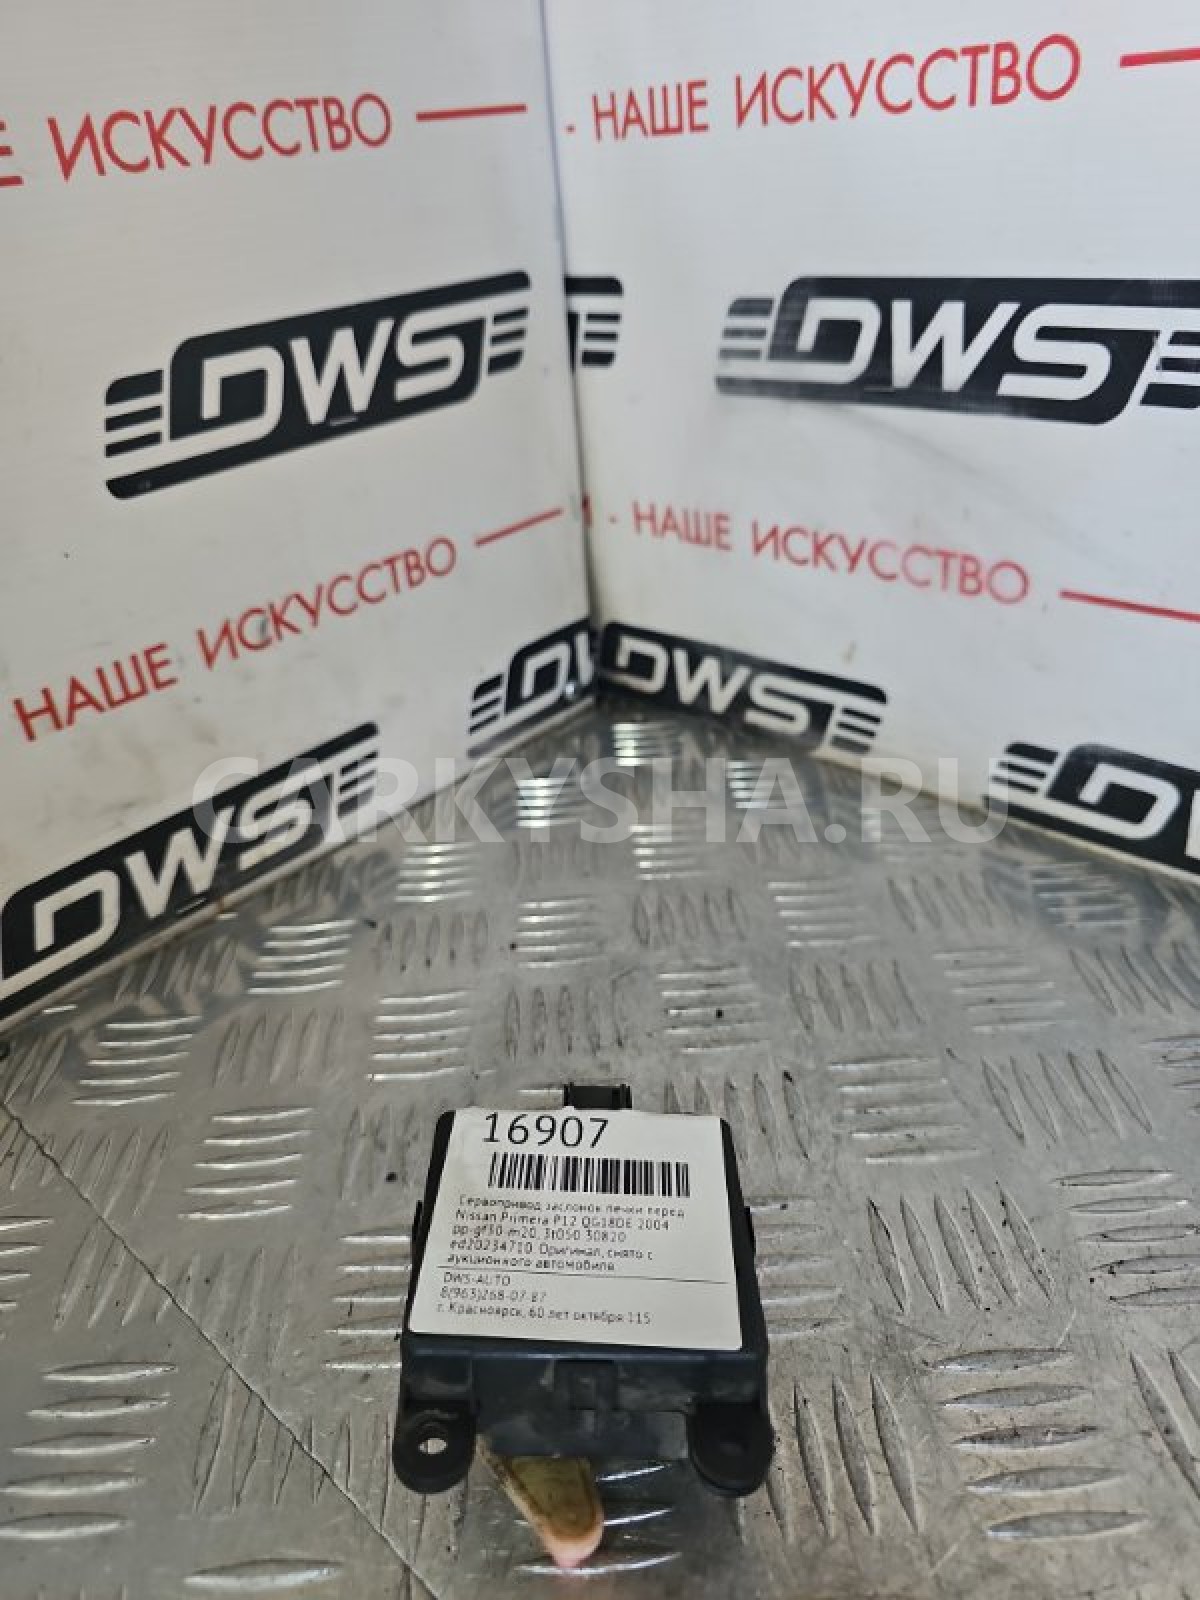 ИСКУССТВО —
- НАШЕ ИСКУССТВО —
DWS
DWS
НАШЕ ИСКУССТВО —
- НАШЕ ИСКУССТВО —
DWS
DWS
DWS
CARKYSHA.RU
16907
Сервопривод заслонок печки перед
Nissan Primera P12 QG18DE 2004
pp-gf30-m20, 3t050 30820
ed20234710. Оригинал, снято с
аукционного автомобиля
DWS-AUTO
8(963)268-07-87
г. Красноярск, 60 лет октября 115